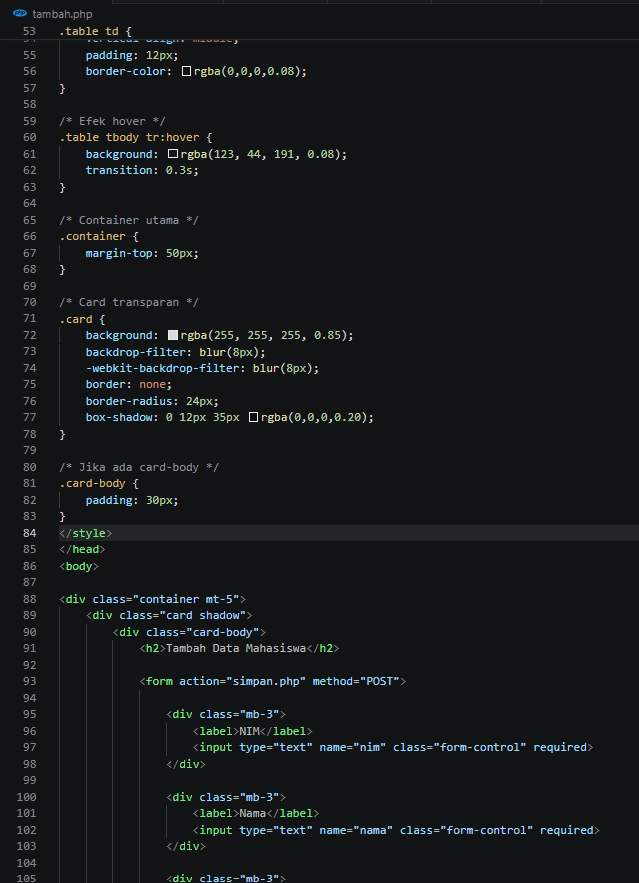 php tambah.php
53 .table td {
vertical-align: middle;
55 padding: 12px;
56 border-color: rgba(0,0,0,0.08);
57 }
58
59 /* Efek hover */
60 .table tbody tr:hover {
61 background: rgba(123, 44, 191, 0.08);
62 transition: 0.3s;
63 }
64
65 /* Container utama */
66 .container {
67 margin-top: 50px;
68 }
69
70 /* Card transparan */
71 .card {
72 background: rgba(255, 255, 255, 0.85);
73 backdrop-filter: blur(8px);
74 -webkit-backdrop-filter: blur(8px);
75 border: none;
76 border-radius: 24px;
77 box-shadow: 0 12px 35px rgba(0,0,0,0.20);
78 }
79
80 /* Jika ada card-body */
81 .card-body {
82 padding: 30px;
83 }
84 </style>
85 </head>
86 <body>
87
88 <div class="container mt-5">
89 <div class="card shadow">
90 <div class="card-body">
91 <h2>Tambah Data Mahasiswa</h2>
92
93 <form action="simpan.php" method="POST">
94
95 <div class="mb-3">
96 <label>NIM</label>
97 <input type="text" name="nim" class="form-control" required>
98 </div>
99
100 <div class="mb-3">
101 <label>Nama</label>
102 <input type="text" name="nama" class="form-control" required>
103 </div>
104
105 <div class="mb-3">